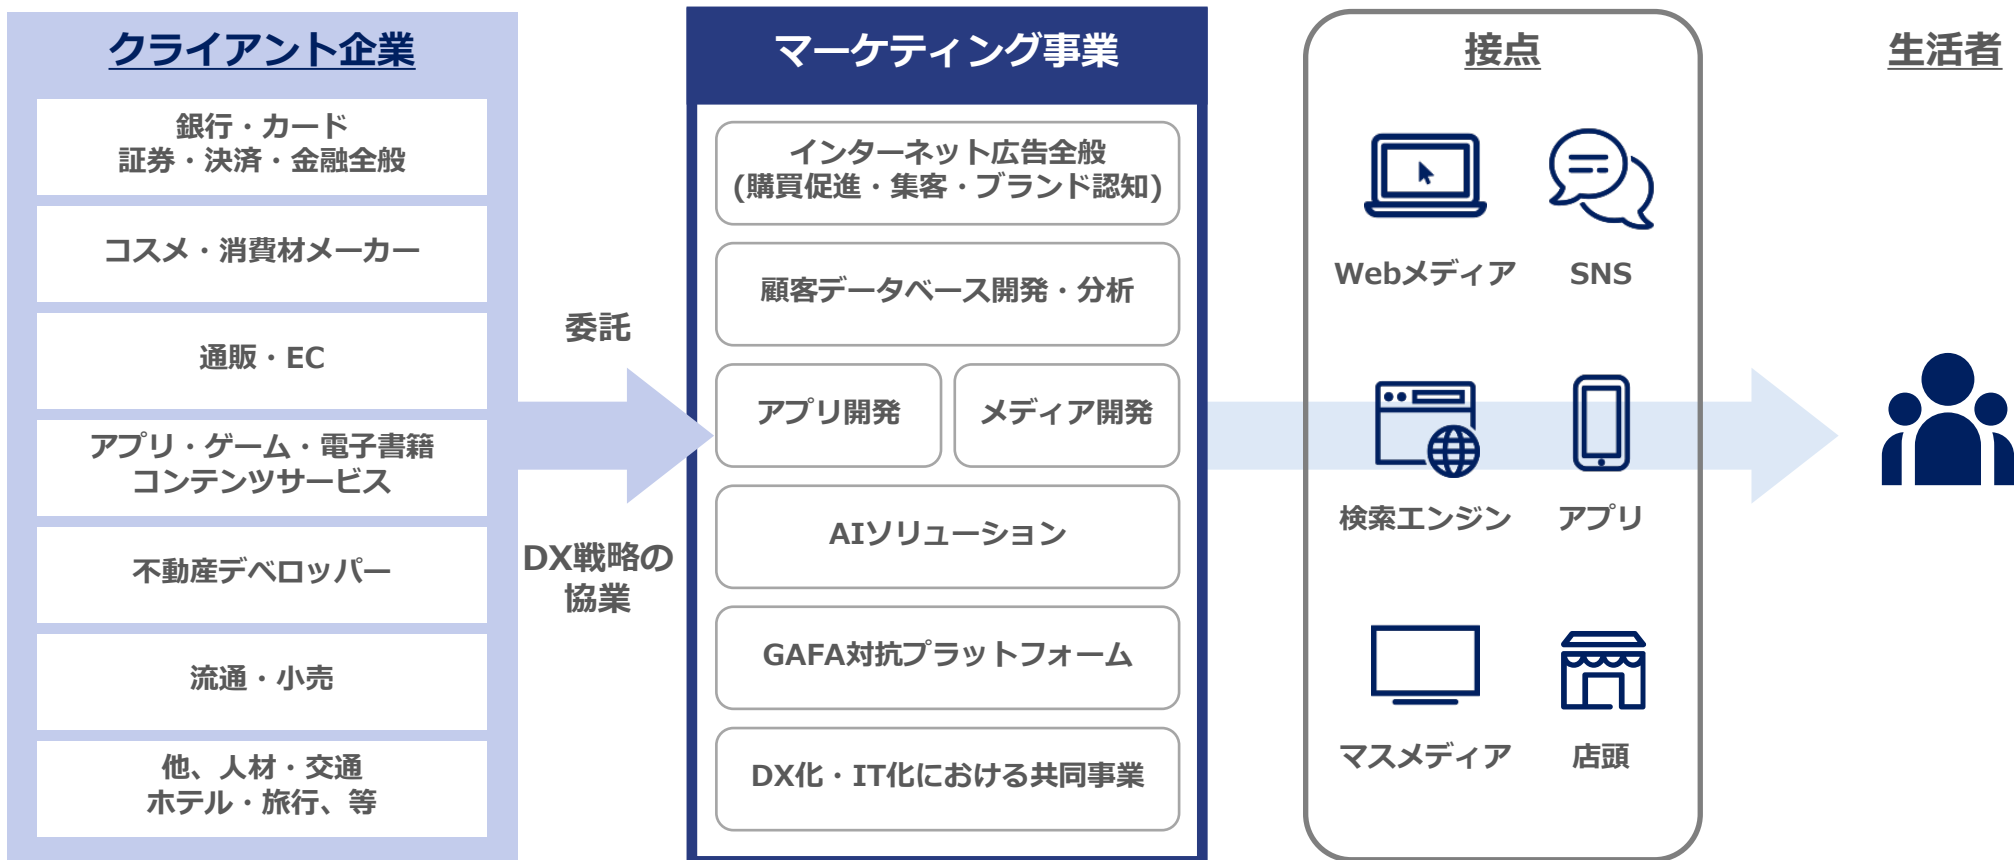 クライアント企業
銀行・カード
証券・決済・金融全般
コスメ・消費材メーカー
通販・EC
アプリ・ゲーム・電子書籍
コンテンツサービス
不動産デベロッパー
流通・小売
他、人材・交通
ホテル・旅行、等
委託
DX戦略の
協業
マーケティング事業
インターネット広告全般
(購買促進・集客・ブランド認知)
顧客データベース開発・分析
アプリ開発
メディア開発
AIソリューション
GAFA対抗プラットフォーム
DX化・IT化における共同事業
接点
Webメディア
SNS
検索エンジン
アプリ
マスメディア
店頭
生活者